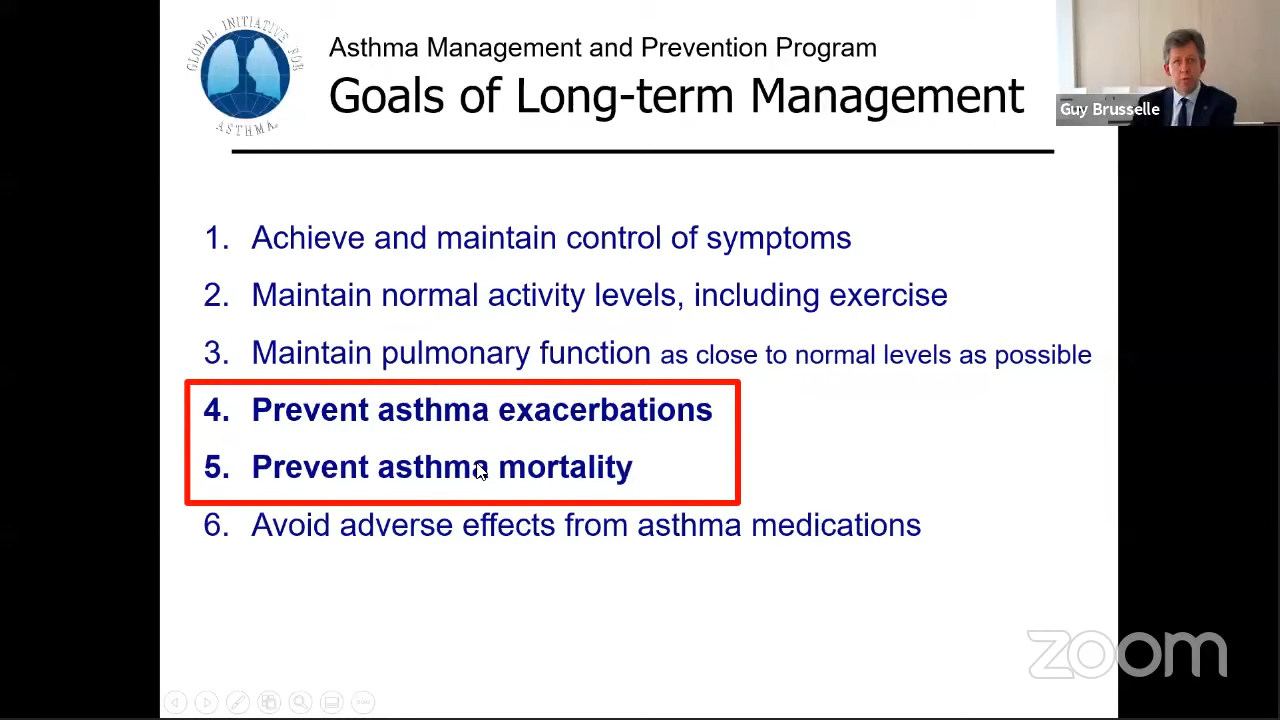 GLOBAL INITIATIVE FOR
ASTHMA
Asthma Management and Prevention Program
Goals of Long-term Management
Guy Brusselle
1. Achieve and maintain control of symptoms
2. Maintain normal activity levels, including exercise
3. Maintain pulmonary function as close to normal levels as possible
4. Prevent asthma exacerbations
5. Prevent asthma mortality
6. Avoid adverse effects from asthma medications
zoom